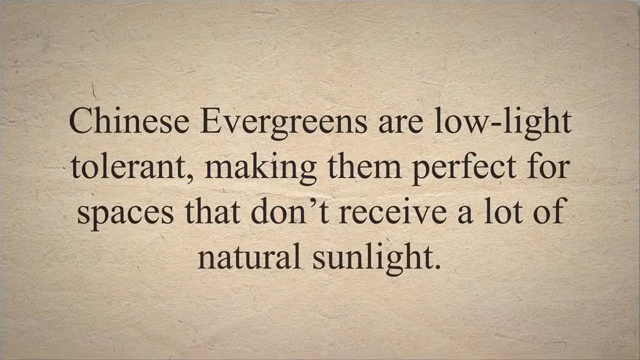 Chinese Evergreens are low-light
tolerant, making them perfect for
spaces that don’t receive a lot of
natural sunlight.